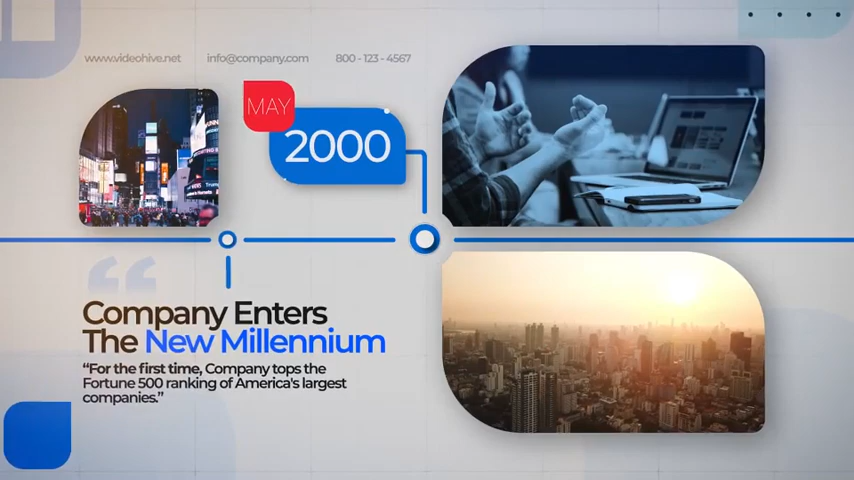 www.videohive.net info@company.com 800 - 123 - 4567
MAY
2000
Company Enters
The New Millennium
“For the first time, Company tops the
Fortune 500 ranking of America's largest
companies.”